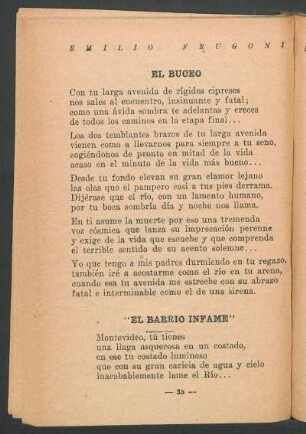 EMILIO FRUGONI
EL BUCEO
Con tu larga avenida de rígidos cipreses
nos sales al encuentro, insinuante y fatal;
como una ávida sombra te adelantas y creces
de todos los caminos en la etapa final...
Los dos temblantes brazos de tu larga avenida
vienen como a llevarnos para siempre a tu seno,
cogiéndonos de pronto en mitad de la vida
acaso en el minuto de la vida más bueno...
Desde tu fondo elevan su gran clamor lejano
las olas que el pampero casi a tus pies derrama.
Dijérase que el río, con un lamento humano,
por tu boca sombría día y noche nos llama.
En ti asume la muerte por eso una tremenda
voz cósmica que lanza su imprecación perenne
y exige de la vida que escuche y que comprenda
el terrible sentido de su acento solemne...
Yo que tengo a mis padres durmiendo en tu regazo,
también iré a acostarme como el río en tu arena,
cuando esa tu avenida me estreche con su abrazo
fatal e interminable como el de una sirena.
"EL BARRIO INFAME"
Montevideo, tú tienes
una llaga asquerosa en un costado,
en ese tu costado luminoso
que con su gran caricia de agua y cielo
inacabablemente lame el Río...
— 33 —